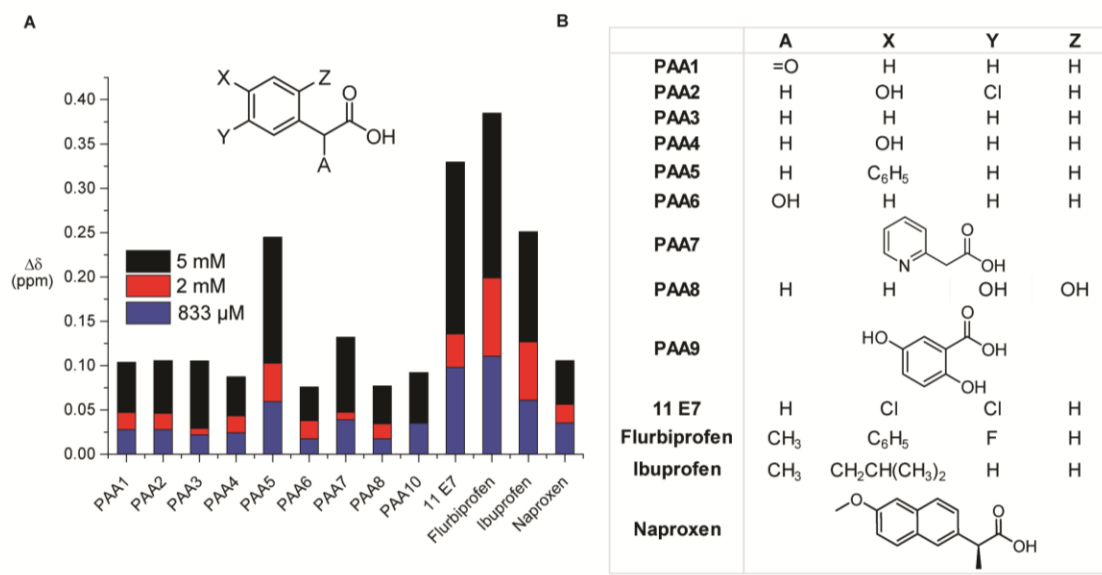 A
X
Z
O
OH
Y
A
0.40
0.35
0.30
0.25
0.20
0.15
0.10
0.05
0.00
Δδ
(ppm)
5 mM
2 mM
833 µM
PAA1
PAA2
PAA3
PAA4
PAA5
PAA6
PAA7
PAA8
PAA10
11 E7
Flurbiprofen
Ibuprofen
Naproxen
B
A X Y Z
PAA1 =O H H H
PAA2 H OH Cl H
PAA3 H H H H
PAA4 H OH H H
PAA5 H C₆H₅ H H
PAA6 OH H H H
PAA7
N
O
OH
PAA8 H H OH OH
PAA9
HO
O
OH
OH
11 E7 H Cl Cl H
Flurbiprofen CH₃ C₆H₅ F H
Ibuprofen CH₃ CH₂CH(CH₃)₂ H H
Naproxen
O
O
OH